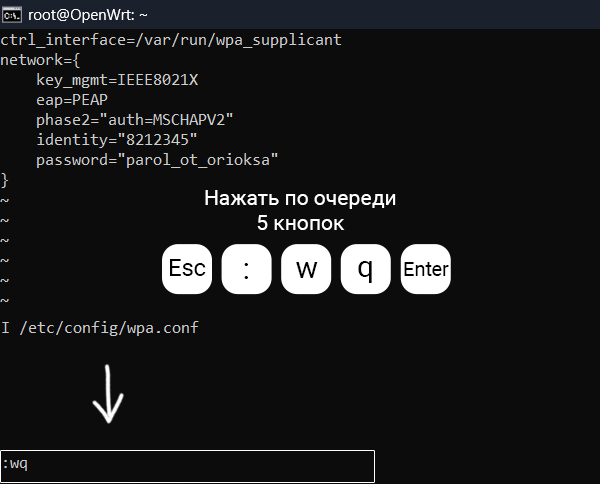 root@OpenWrt: ~
ctrl_interface=/var/run/wpa_supplicant
network={
    key_mgmt=IEEE8021X
    eap=PEAP
    phase2="auth=MSCHAPV2"
    identity="8212345"
    password="parol_ot_orioksa"
}
~
~
~
~
~
~
Нажать по очереди
5 кнопок
Esc : w q Enter
I /etc/config/wpa.conf
:wq